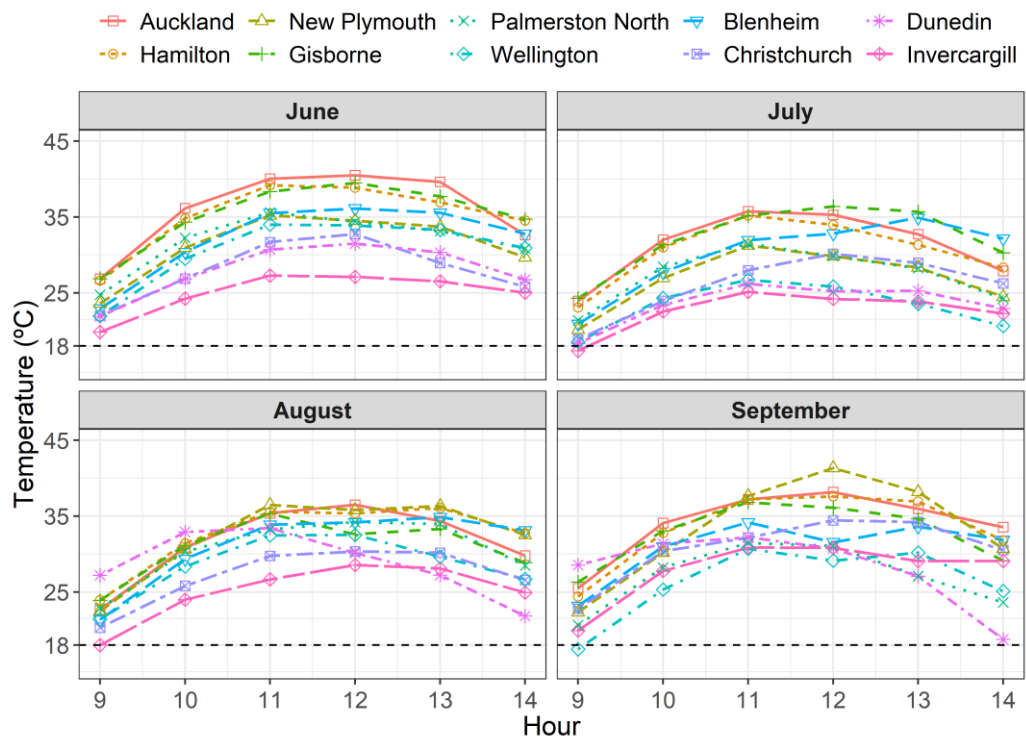 Auckland New Plymouth Palmerston North Blenheim Dunedin
Hamilton Gisborne Wellington Christchurch Invercargill
June July
45
35
25
18
August September
45
35
25
18
9 10 11 12 13 14 9 10 11 12 13 14
Hour
Temperature (ºC)